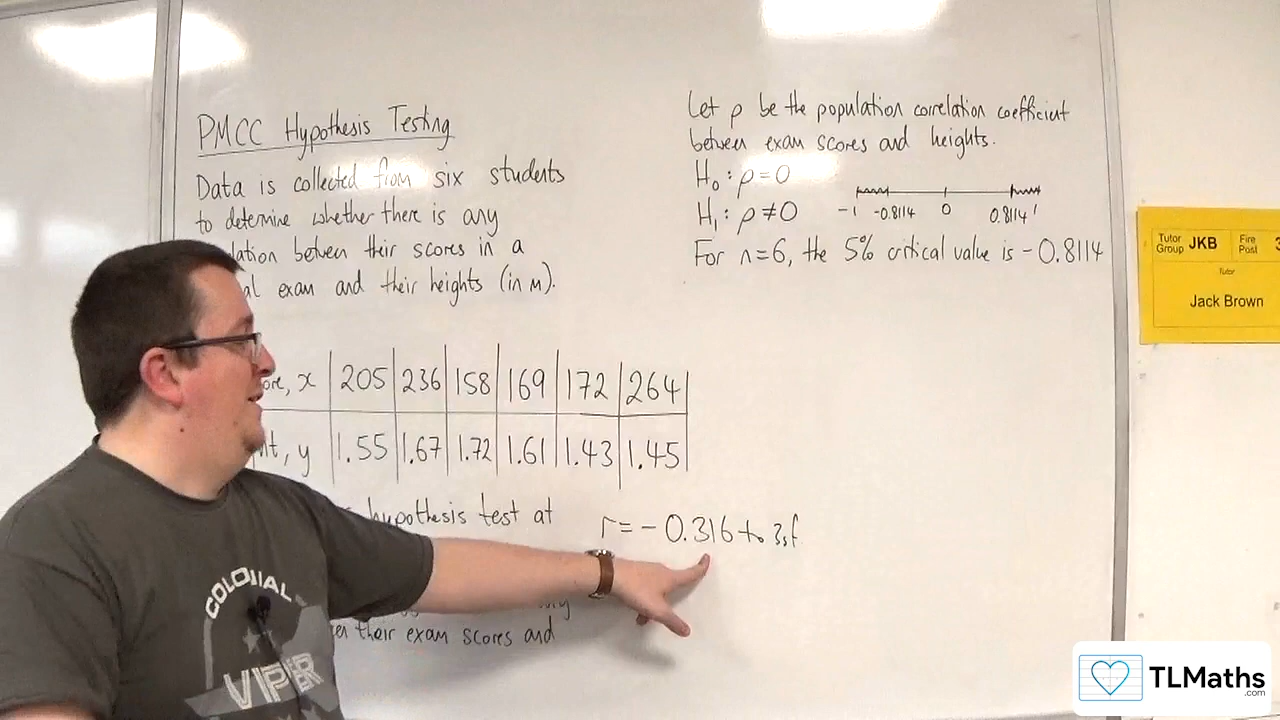 PMCC Hypothesis Testing
Data is collected from six students
to determine whether there is any
between their scores in a
exam and their heights (in m).
x 205 236 158 169 172 264
y 1.55 1.67 1.72 1.61 1.43 1.45
hypothesis test at
their exam scores and
r = -0.316 to 3sf
Let ρ be the population correlation coefficient
between exam scores and heights.
H₀: ρ=0
H₁: ρ≠0
-1 -0.8114 0 0.8114 1
For n=6, the 5% critical value is -0.8114
COLONIAL
VIPER
Tutor Group JKB Fire Post 3
Tutor
Jack Brown
TLMaths
.com